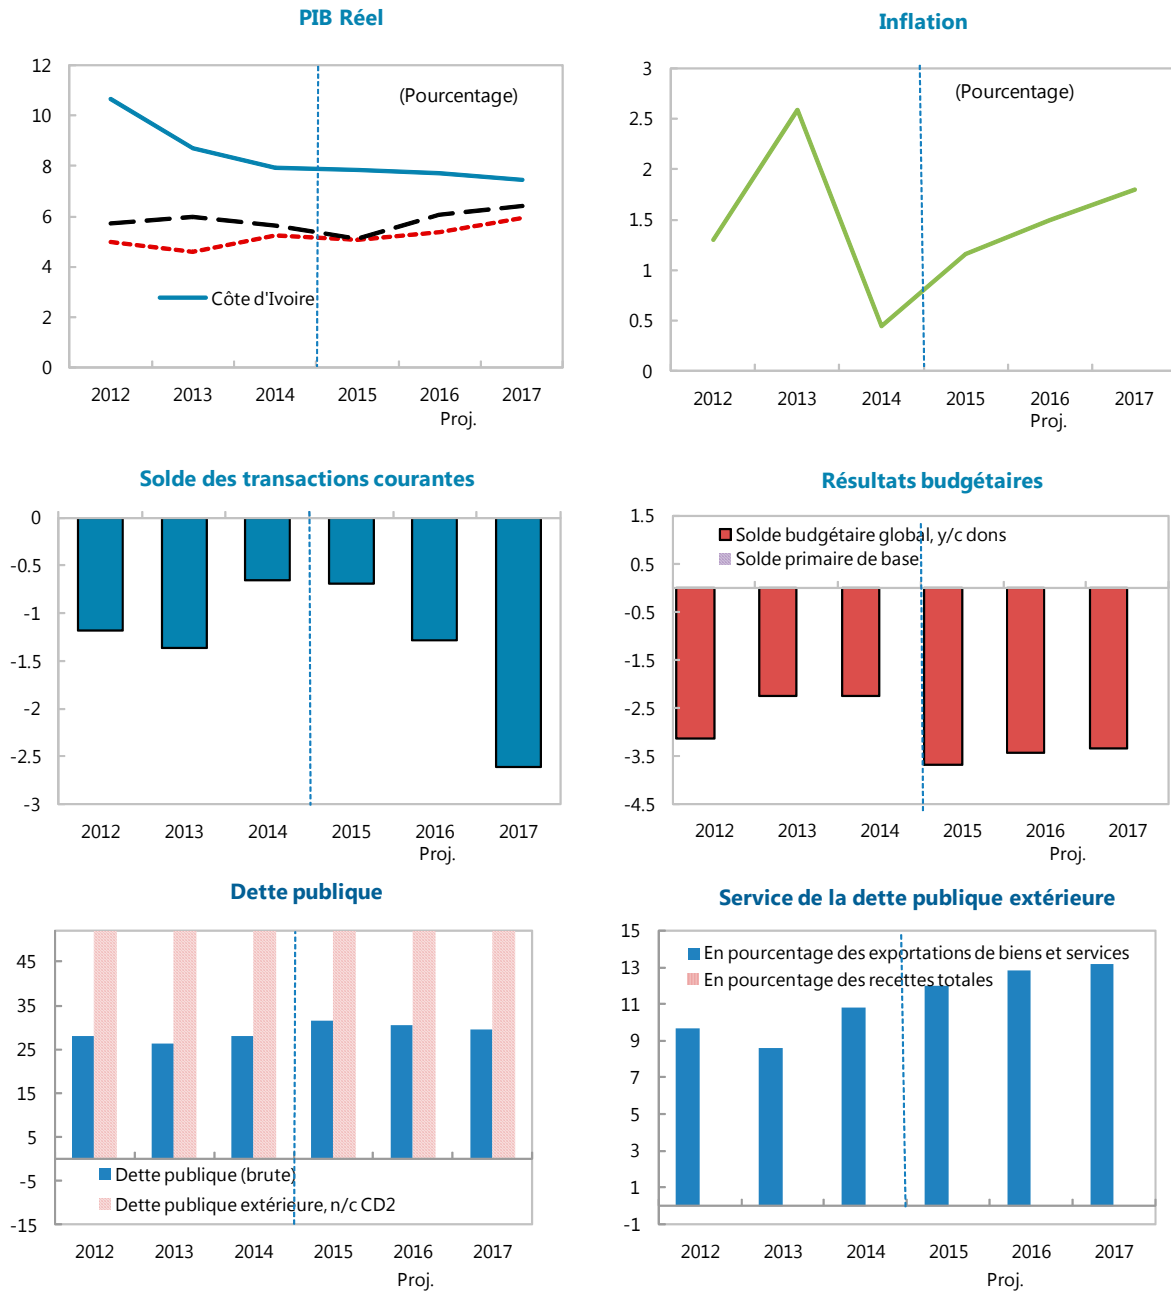 PIB Réel
12
10
8
6
4
2
0
(Pourcentage)
Côte d'Ivoire
2012 2013 2014 2015 2016 2017
Proj.
Inflation
3
2.5
2
1.5
1
0.5
0
(Pourcentage)
2012 2013 2014 2015 2016 2017
Proj.
Solde des transactions courantes
0
-0.5
-1
-1.5
-2
-2.5
-3
2012 2013 2014 2015 2016 2017
Proj.
Résultats budgétaires
1.5
0.5
-0.5
-1.5
-2.5
-3.5
-4.5
Solde budgétaire global, y/c dons
Solde primaire de base
2012 2013 2014 2015 2016 2017
Proj.
Dette publique
45
35
25
15
5
-5
-15
Dette publique (brute)
Dette publique extérieure, n/c CD2
2012 2013 2014 2015 2016 2017
Proj.
Service de la dette publique extérieure
15
13
11
9
7
5
3
1
-1
En pourcentage des exportations de biens et services
En pourcentage des recettes totales
2012 2013 2014 2015 2016 2017
Proj.